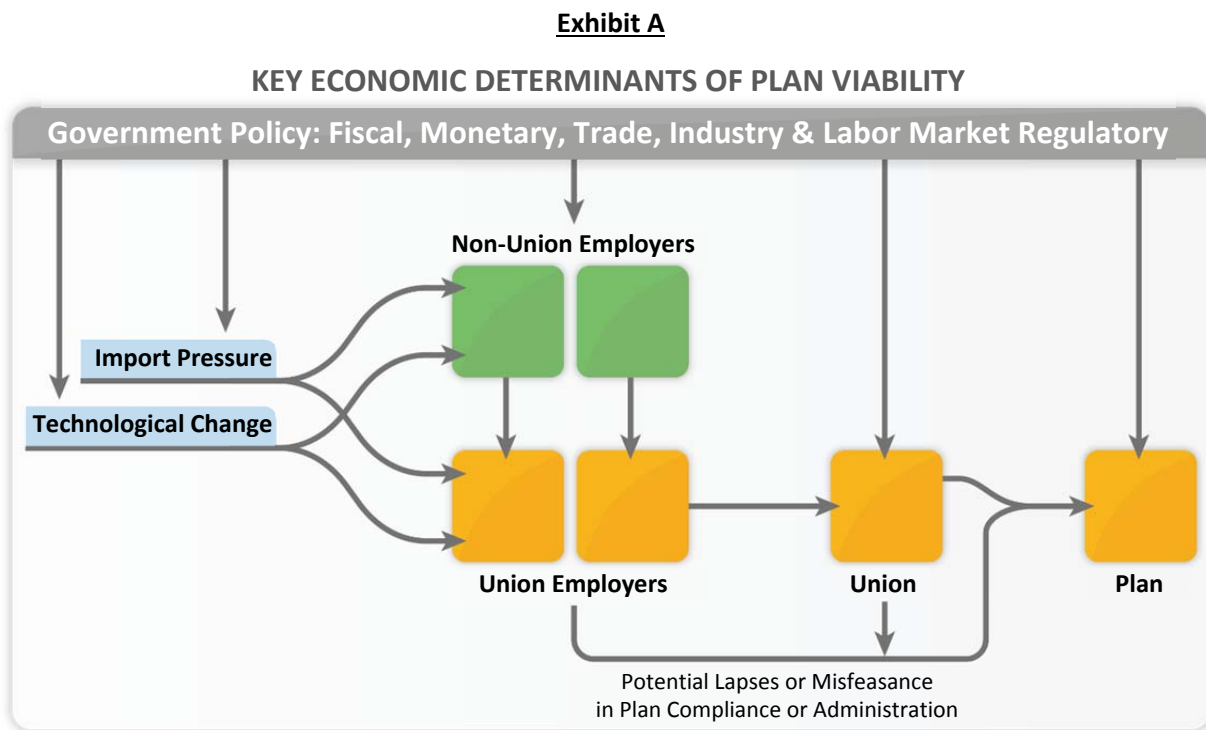 Exhibit A
KEY ECONOMIC DETERMINANTS OF PLAN VIABILITY
Government Policy: Fiscal, Monetary, Trade, Industry & Labor Market Regulatory
Non-Union Employers
Import Pressure
Technological Change
Union Employers
Union
Plan
Potential Lapses or Misfeasance
in Plan Compliance or Administration